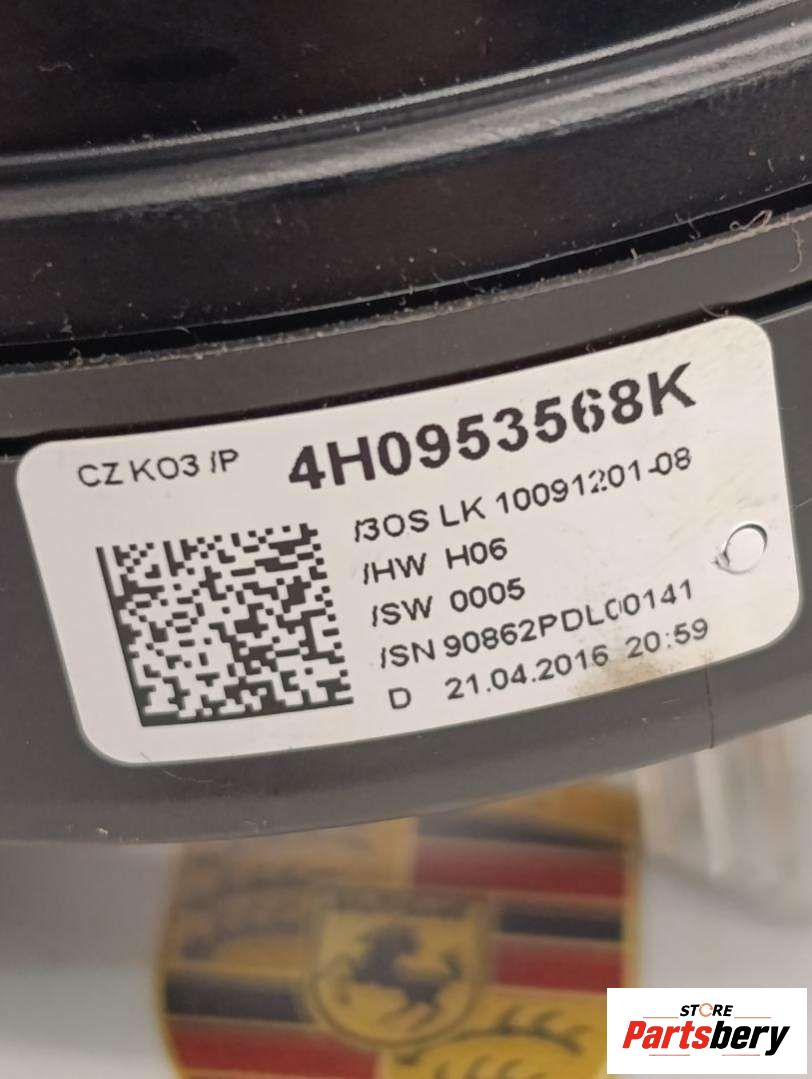 CZ K03 /P 4H0953568K
/3OS LK 10091201-08
/HW H06
/SW 0005
/SN 90862PDL00141
D 21.04.2016 20:59
STORE
Partsbery